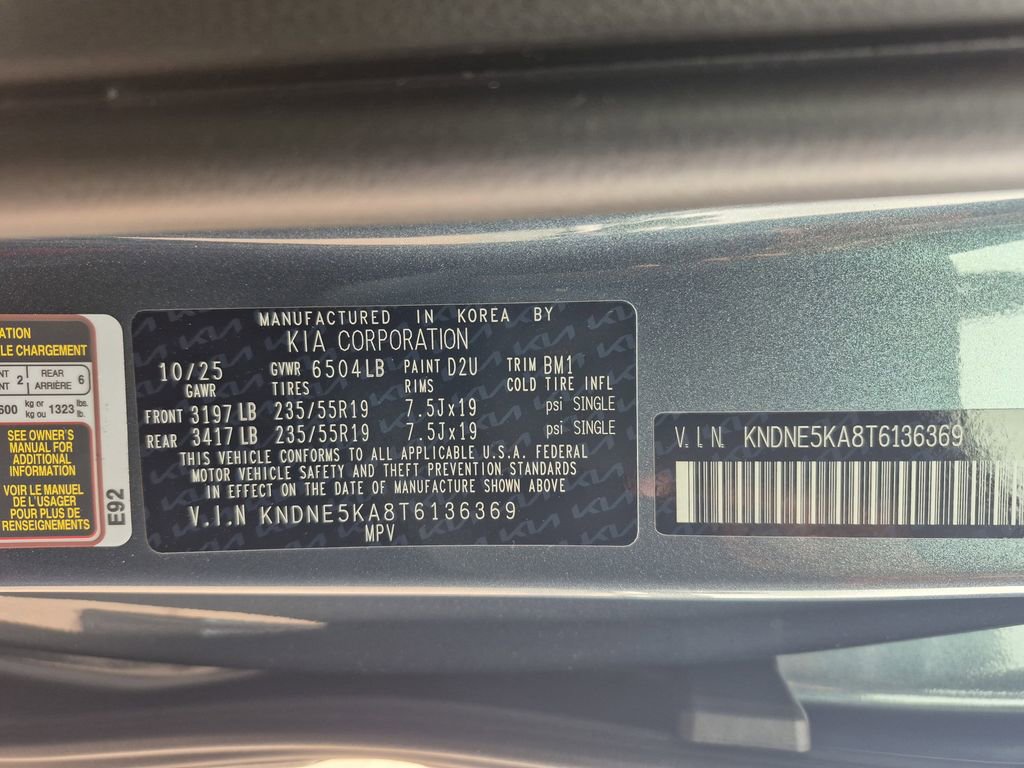 ATION
LE CHARGEMENT
NT 2 REAR 6
NT ARRIÈRE
600 kg or 1323 lbs.
kg ou lb.
SEE OWNER'S
MANUAL FOR
ADDITIONAL
INFORMATION
VOIR LE MANUEL
DE L'USAGER
POUR PLUS DE
RENSEIGNEMENTS
E92
MANUFACTURED IN KOREA BY
KIA CORPORATION
10/25 GVWR 6504LB PAINT D2U TRIM BM1
GAWR TIRES RIMS COLD TIRE INFL
FRONT 3197 LB 235/55R19 7.5Jx19 psi SINGLE
REAR 3417 LB 235/55R19 7.5Jx19 psi SINGLE
THIS VEHICLE CONFORMS TO ALL APPLICABLE U.S.A. FEDERAL
MOTOR VEHICLE SAFETY AND THEFT PREVENTION STANDARDS
IN EFFECT ON THE DATE OF MANUFACTURE SHOWN ABOVE
V.I.N KNDNE5KA8T6136369
MPV
V.I.N. KNDNE5KA8T6136369